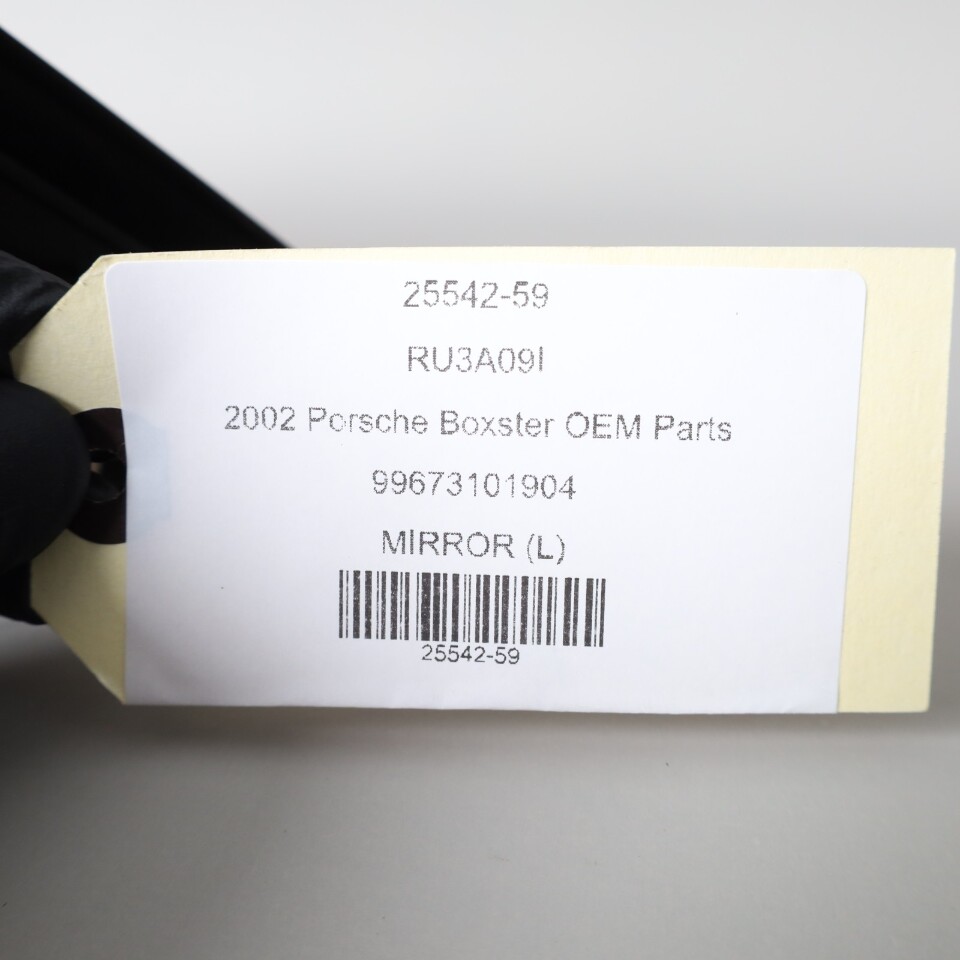 25542-59
RU3A09I
2002 Porsche Boxster OEM Parts
99673101904
MIRROR (L)
25542-59